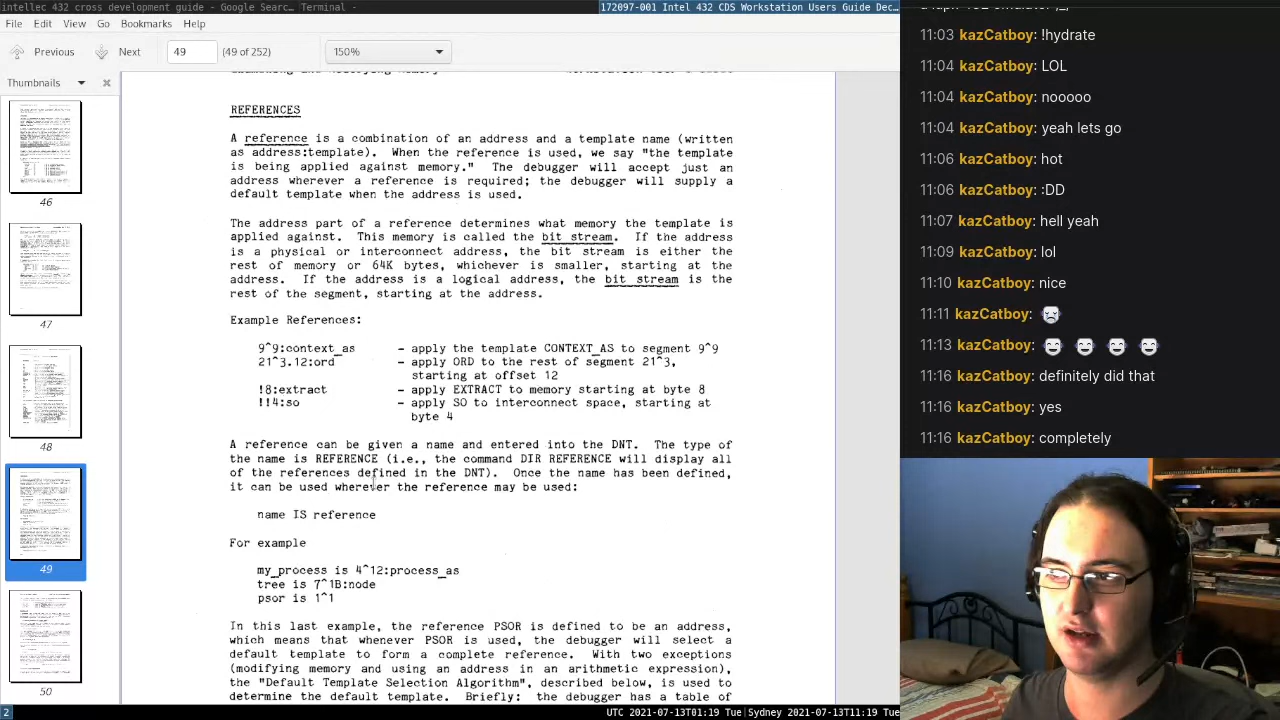 intellec 432 cross development guide - Google Searc… Terminal -
172097-001 Intel 432 CDS Workstation Users Guide Dec…
File Edit View Go Bookmarks Help
Previous Next 49 (49 of 252) 150%
Thumbnails
46
47
48
49
50
REFERENCES
A reference is a combination of an address and a template name (written
as address:template). When the reference is used, we say "the template
is being applied against memory." The debugger will accept just an
address wherever a reference is required; the debugger will supply a
default template when the address is used.
The address part of a reference determines what memory the template is
applied against. This memory is called the bit stream. If the address
is a physical or interconnect address, the bit stream is either the
rest of memory or 64K bytes, whichever is smaller, starting at the
address. If the address is a logical address, the bit stream is the
rest of the segment, starting at the address.
Example References:
9^9:context_as - apply the template CONTEXT_AS to segment 9^9
21^3.12:ord - apply ORD to the rest of segment 21^3,
starting at offset 12
!8:extract - apply EXTRACT to memory starting at byte 8
!!4:so - apply SO to interconnect space, starting at
byte 4
A reference can be given a name and entered into the DNT. The type of
the name is REFERENCE (i.e., the command DIR REFERENCE will display all
of the references defined in the DNT). Once the name has been defined,
it can be used wherever the reference may be used:
name IS reference
For example
my_process is 4^12:process_as
tree is 7^1B:node
psor is 1^1
In this last example, the reference PSOR is defined to be an address,
which means that whenever PSOR is used, the debugger will select a
default template to form a complete reference. With two exceptions
(modifying memory and using an address in an arithmetic expression),
the "Default Template Selection Algorithm", described below, is used to
determine the default template. Briefly: the debugger has a table of
11:03 kazCatboy: !hydrate
11:04 kazCatboy: LOL
11:04 kazCatboy: nooooo
11:04 kazCatboy: yeah lets go
11:06 kazCatboy: hot
11:06 kazCatboy: :DD
11:07 kazCatboy: hell yeah
11:09 kazCatboy: lol
11:10 kazCatboy: nice
11:11 kazCatboy:
11:13 kazCatboy:
11:16 kazCatboy: definitely did that
11:16 kazCatboy: yes
11:16 kazCatboy: completely
2
UTC 2021-07-13T01:19 Tue Sydney 2021-07-13T11:19 Tue